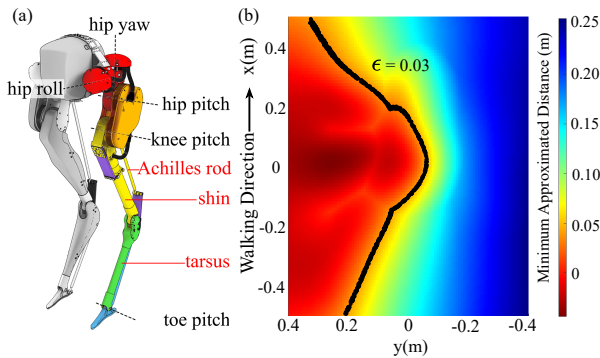 (a)
hip yaw
hip roll
hip pitch
knee pitch
Achilles rod
shin
tarsus
toe pitch
(b)
Walking Direction → x(m)
0.4
0.2
0
-0.2
-0.4
ϵ = 0.03
0.4 0.2 0 -0.2 -0.4
y(m)
Minimum Approximated Distance (m)
0.25
0.20
0.15
0.10
0.05
0